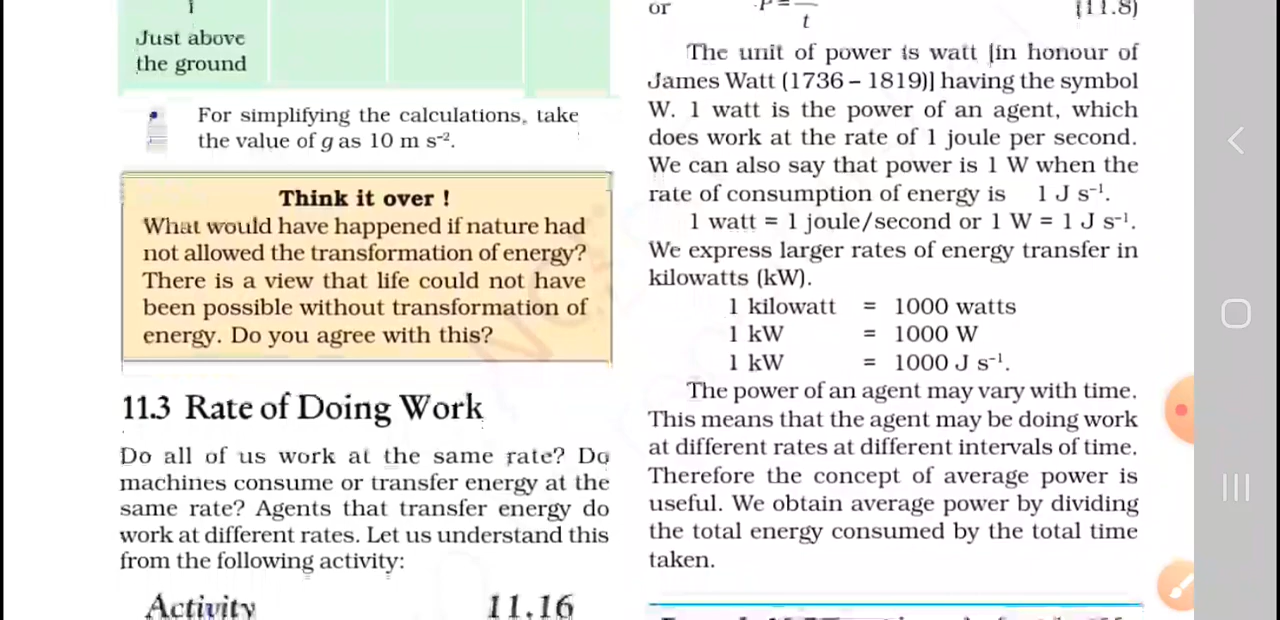 Just above
the ground
For simplifying the calculations, take
the value of g as 10 m s⁻².
Think it over !
What would have happened if nature had
not allowed the transformation of energy?
There is a view that life could not have
been possible without transformation of
energy. Do you agree with this?
11.3 Rate of Doing Work
Do all of us work at the same rate? Do
machines consume or transfer energy at the
same rate? Agents that transfer energy do
work at different rates. Let us understand this
from the following activity:
Activity 11.16
or
t
(11.8)
The unit of power is watt [in honour of
James Watt (1736 – 1819)] having the symbol
W. 1 watt is the power of an agent, which
does work at the rate of 1 joule per second.
We can also say that power is 1 W when the
rate of consumption of energy is 1 J s⁻¹.
1 watt = 1 joule/second or 1 W = 1 J s⁻¹.
We express larger rates of energy transfer in
kilowatts (kW).
1 kilowatt = 1000 watts
1 kW = 1000 W
1 kW = 1000 J s⁻¹.
The power of an agent may vary with time.
This means that the agent may be doing work
at different rates at different intervals of time.
Therefore the concept of average power is
useful. We obtain average power by dividing
the total energy consumed by the total time
taken.